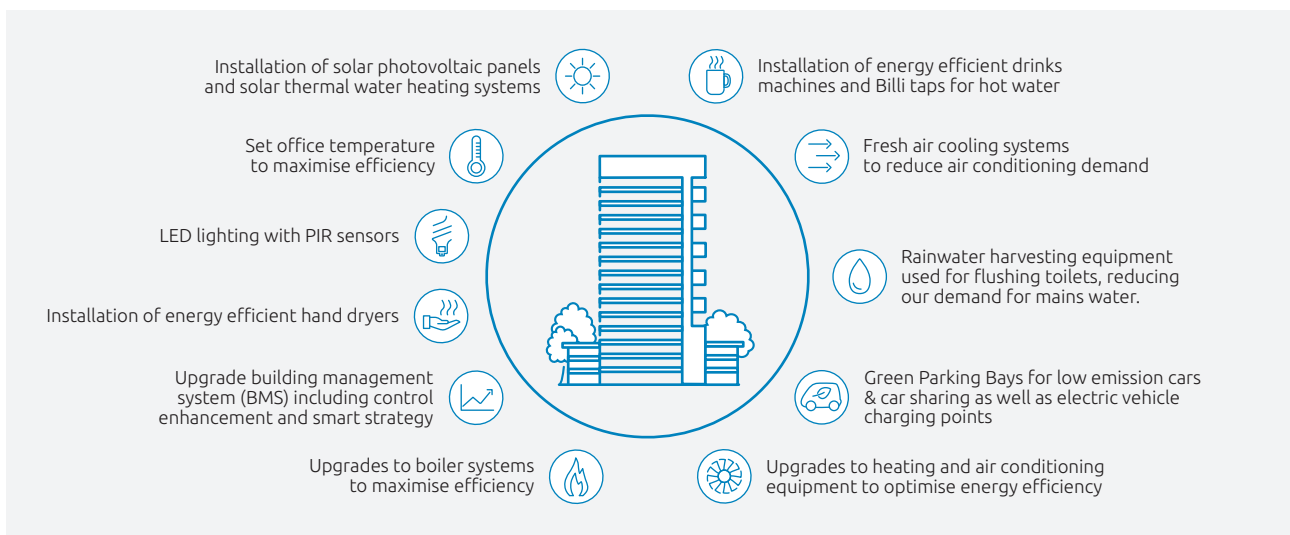 Installation of solar photovoltaic panels
and solar thermal water heating systems
Set office temperature
to maximise efficiency
LED lighting with PIR sensors
Installation of energy efficient hand dryers
Upgrade building management
system (BMS) including control
enhancement and smart strategy
Upgrades to boiler systems
to maximise efficiency
Installation of energy efficient drinks
machines and Billi taps for hot water
Fresh air cooling systems
to reduce air conditioning demand
Rainwater harvesting equipment
used for flushing toilets, reducing
our demand for mains water.
Green Parking Bays for low emission cars
& car sharing as well as electric vehicle
charging points
Upgrades to heating and air conditioning
equipment to optimise energy efficiency